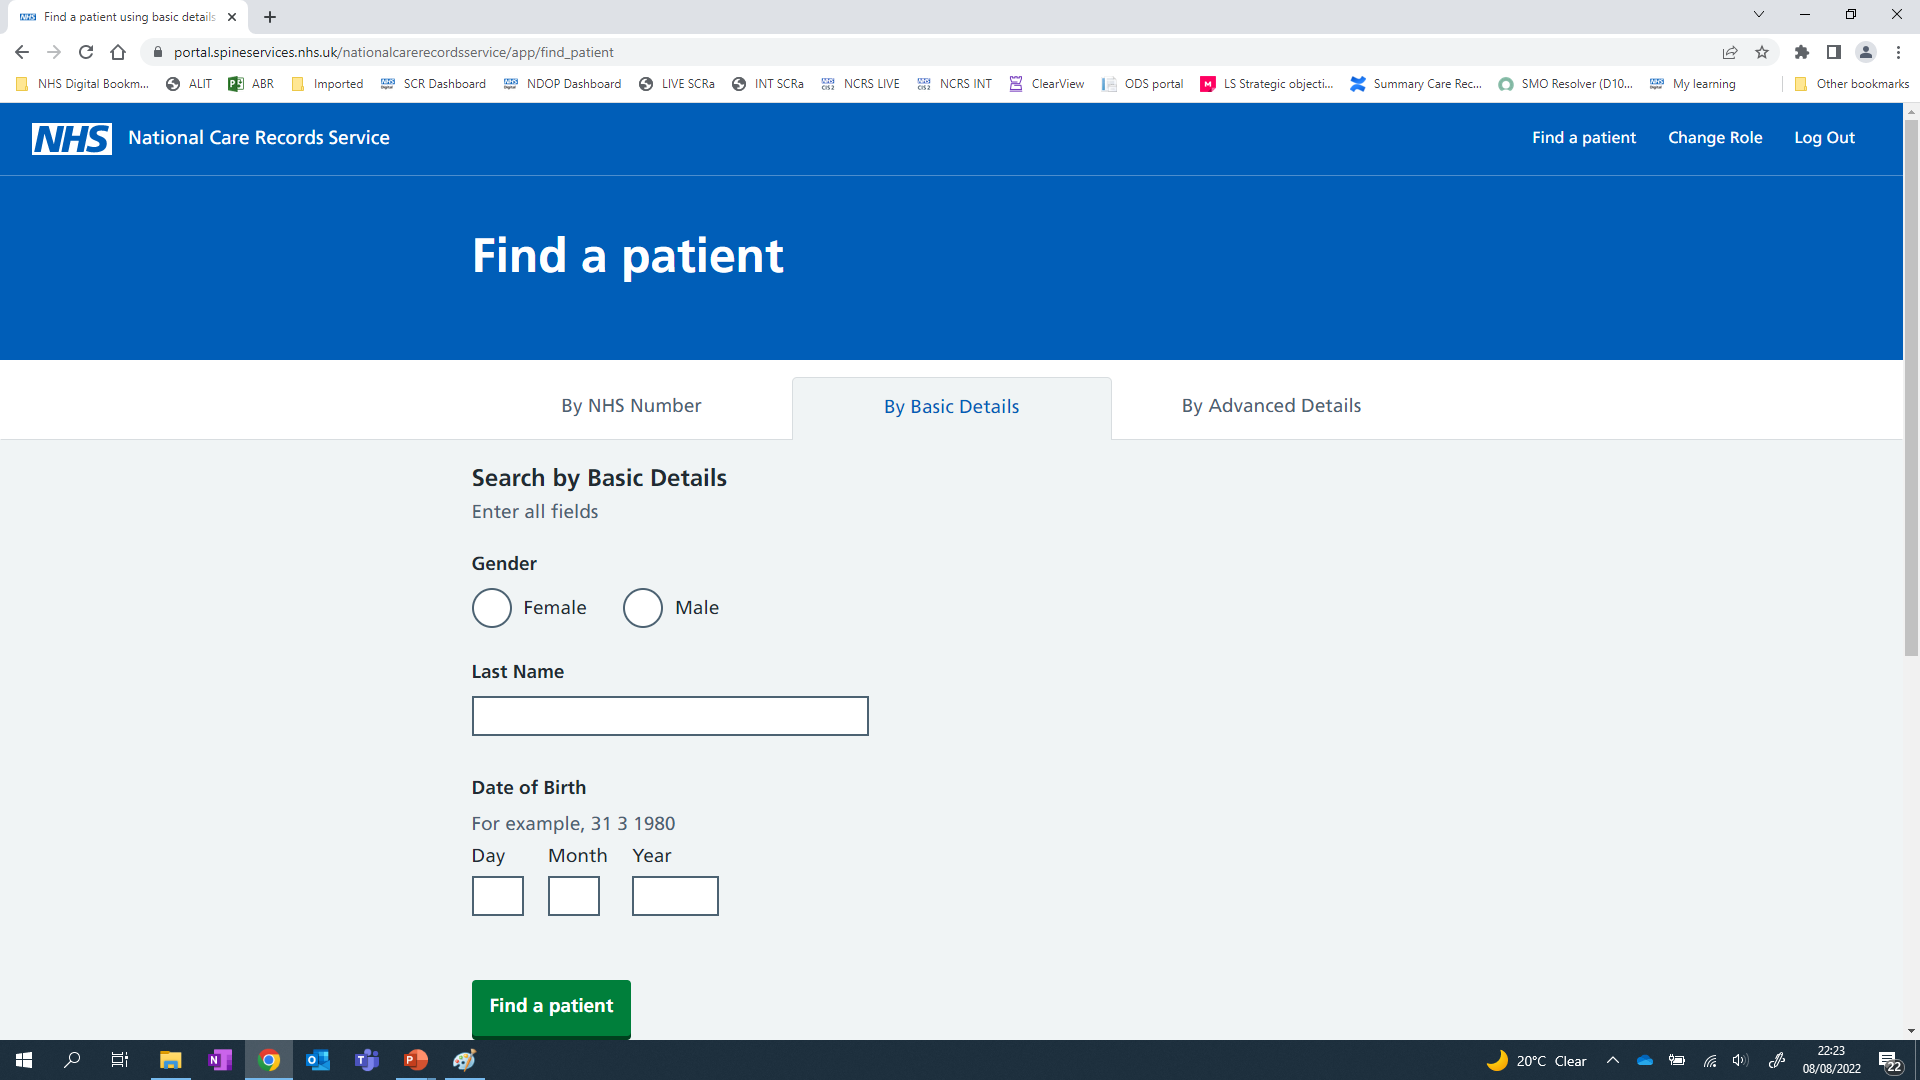 Find a patient using basic details
portal.spineservices.nhs.uk/nationalcarerecordsservice/app/find_patient
NHS Digital Bookm... ALIT ABR Imported SCR Dashboard NDOP Dashboard LIVE SCRa INT SCRa NCRS LIVE NCRS INT ClearView ODS portal LS Strategic objecti... Summary Care Rec... SMO Resolver (D10... My learning Other bookmarks
NHS National Care Records Service Find a patient Change Role Log Out
Find a patient
By NHS Number By Basic Details By Advanced Details
Search by Basic Details
Enter all fields
Gender
Female Male
Last Name
Date of Birth
For example, 31 3 1980
Day Month Year
Find a patient
20°C Clear
22:23
08/08/2022
22